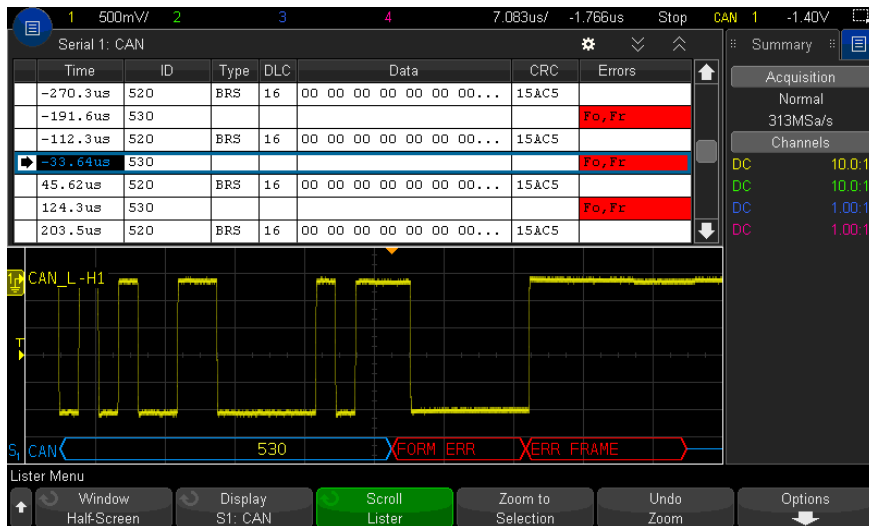 1 500mV/ 2 3 4 7.083us/ -1.766us Stop CAN 1 -1.40V
Serial 1: CAN
Summary
Time ID Type DLC Data CRC Errors
-270.3us 520 BRS 16 00 00 00 00 00 00 00... 15AC5
-191.6us 530 Fo,Fr
-112.3us 520 BRS 16 00 00 00 00 00 00 00... 15AC5
-33.64us 530 Fo,Fr
45.62us 520 BRS 16 00 00 00 00 00 00 00... 15AC5
124.3us 530 Fo,Fr
203.5us 520 BRS 16 00 00 00 00 00 00 00... 15AC5
Acquisition
Normal
313MSa/s
Channels
DC 10.0:1
DC 10.0:1
DC 1.00:1
DC 1.00:1
CAN_L-H1
T
S1 CAN 530 FORM ERR ERR FRAME
Lister Menu
Window
Half-Screen
Display
S1: CAN
Scroll
Lister
Zoom to
Selection
Undo
Zoom
Options